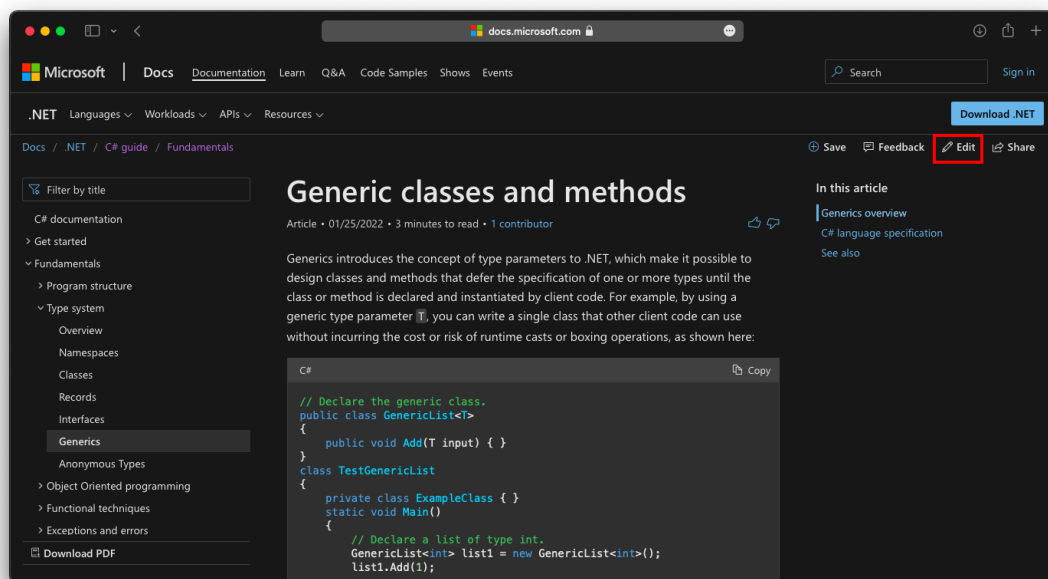 docs.microsoft.com
Microsoft Docs Documentation Learn Q&A Code Samples Shows Events Search Sign in
.NET Languages Workloads APIs Resources Download .NET
Docs / .NET / C# guide / Fundamentals
Save Feedback Edit Share
Filter by title
C# documentation
Get started
Fundamentals
Program structure
Type system
Overview
Namespaces
Classes
Records
Interfaces
Generics
Anonymous Types
Object Oriented programming
Functional techniques
Exceptions and errors
Download PDF
Generic classes and methods
Article • 01/25/2022 • 3 minutes to read • 1 contributor
Generics introduces the concept of type parameters to .NET, which make it possible to
design classes and methods that defer the specification of one or more types until the
class or method is declared and instantiated by client code. For example, by using a
generic type parameter T, you can write a single class that other client code can use
without incurring the cost or risk of runtime casts or boxing operations, as shown here:
C# Copy
// Declare the generic class.
public class GenericList<T>
{
    public void Add(T input) { }
}
class TestGenericList
{
    private class ExampleClass { }
    static void Main()
    {
        // Declare a list of type int.
        GenericList<int> list1 = new GenericList<int>();
        list1.Add(1);
In this article
Generics overview
C# language specification
See also